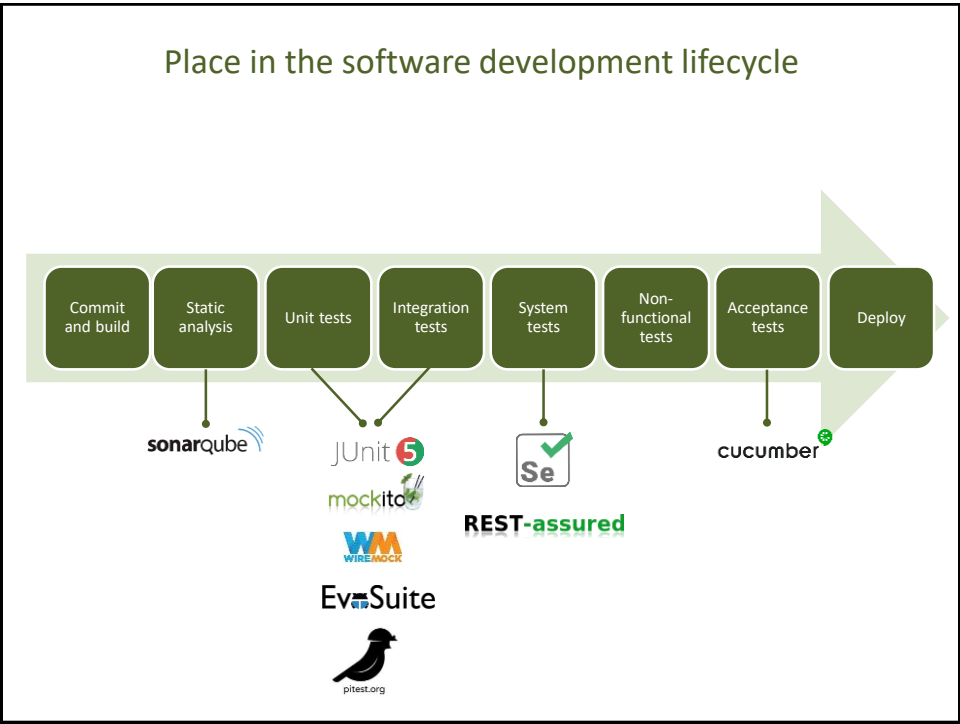 Place in the software development lifecycle
Commit
and build
Static
analysis
Unit tests
Integration
tests
System
tests
Non-
functional
tests
Acceptance
tests
Deploy
sonarqube
JUnit 5
mockito
WM
WIREMOCK
EvoSuite
pitest.org
Se
REST-assured
cucumber